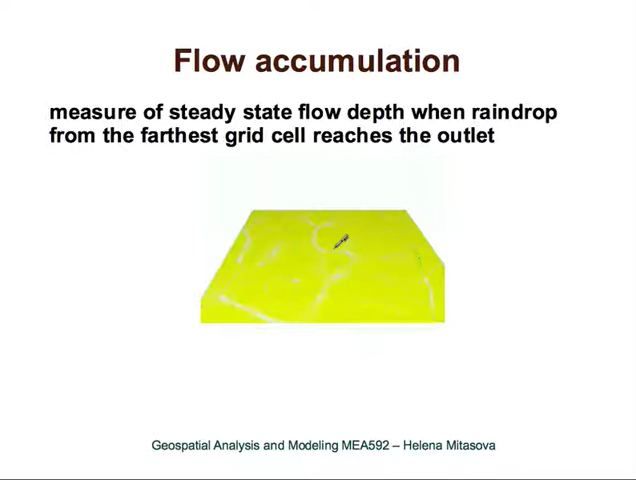 Flow accumulation
measure of steady state flow depth when raindrop
from the farthest grid cell reaches the outlet
Geospatial Analysis and Modeling MEA592 – Helena Mitasova